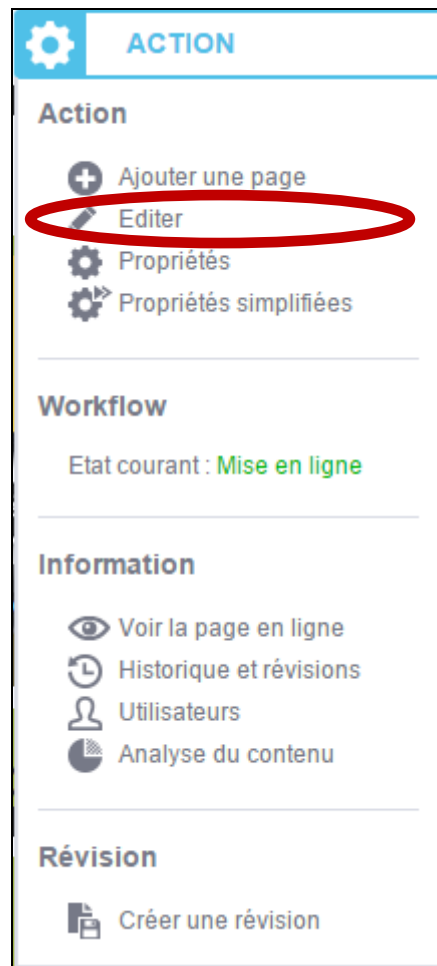 ACTION
Action
Ajouter une page
Editer
Propriétés
Propriétés simplifiées
Workflow
Etat courant : Mise en ligne
Information
Voir la page en ligne
Historique et révisions
Utilisateurs
Analyse du contenu
Révision
Créer une révision